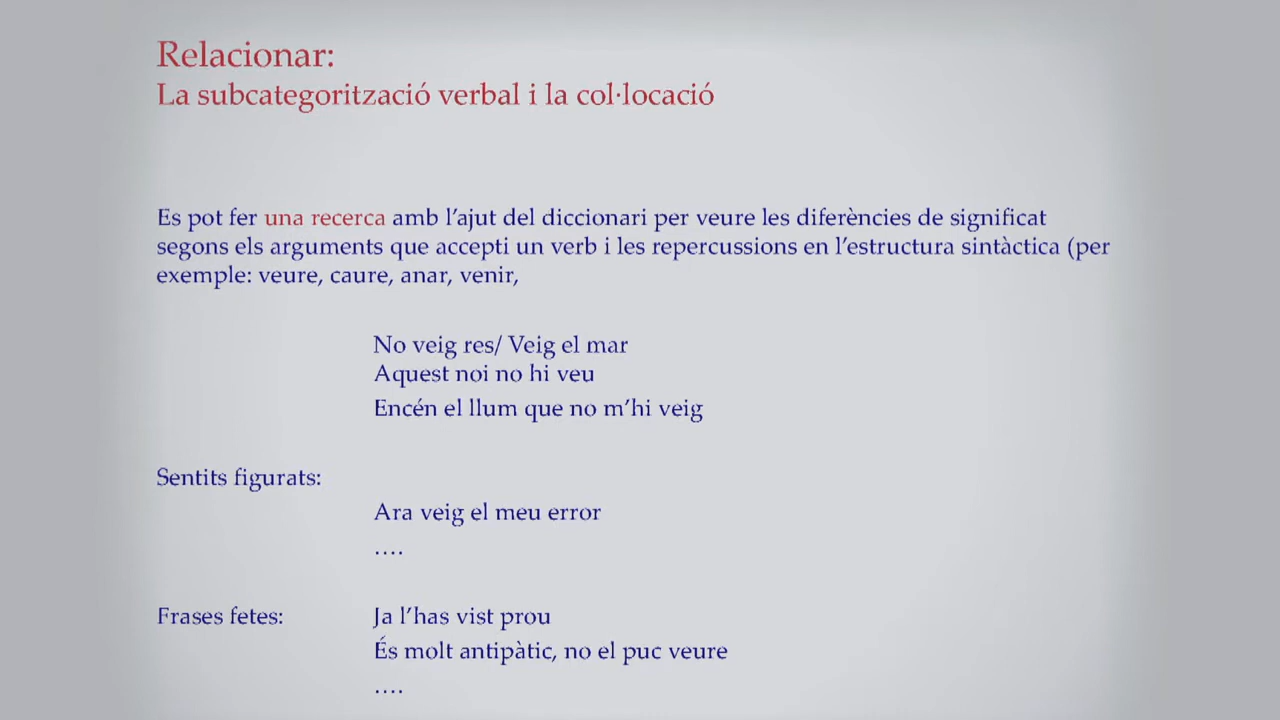 Relacionar:
La subcategorització verbal i la col·locació
Es pot fer una recerca amb l'ajut del diccionari per veure les diferències de significat
segons els arguments que accepti un verb i les repercussions en l'estructura sintàctica (per
exemple: veure, caure, anar, venir,
No veig res/ Veig el mar
Aquest noi no hi veu
Encén el llum que no m'hi veig
Sentits figurats:
Ara veig el meu error
....
Frases fetes: Ja l'has vist prou
És molt antipàtic, no el puc veure
....